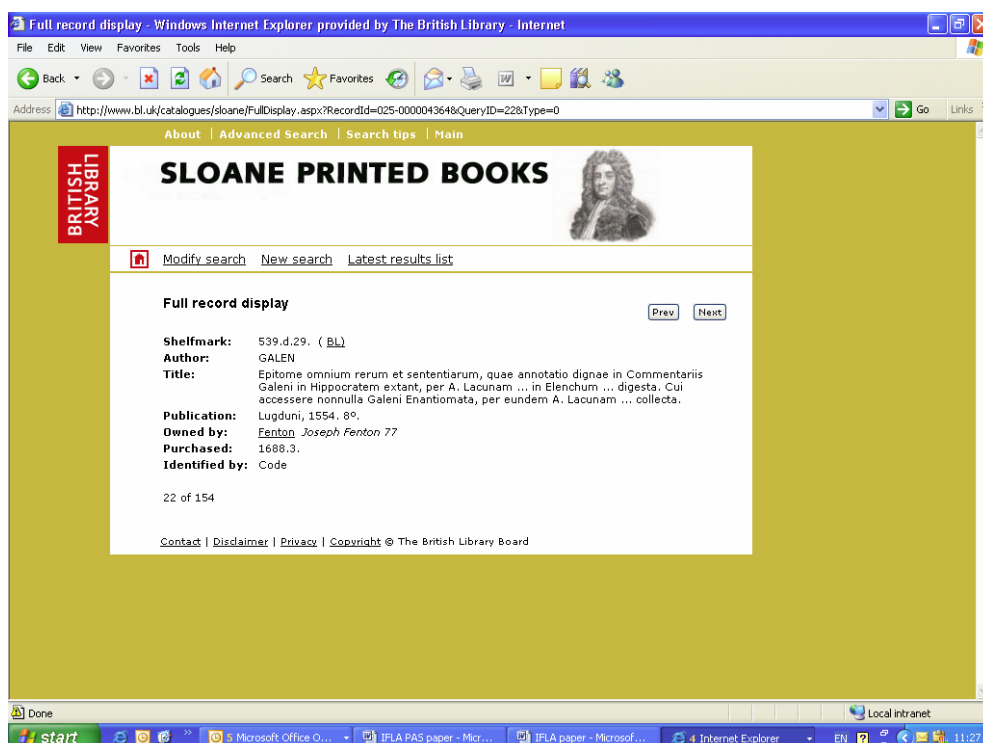 Full record display - Windows Internet Explorer provided by The British Library - Internet
File Edit View Favorites Tools Help
Back Search Favorites
Address http://www.bl.uk/catalogues/sloane/FullDisplay.aspx?RecordId=025-000004364&QueryID=22&Type=0 Go Links
About | Advanced Search | Search tips | Main
BRITISH
LIBRARY
SLOANE PRINTED BOOKS
Modify search New search Latest results list
Full record display
Prev Next
Shelfmark: 539.d.29. ( BL)
Author: GALEN
Title: Epitome omnium rerum et sententiarum, quae annotatio dignae in Commentariis
Galeni in Hippocratem extant, per A. Lacunam ... in Elenchum ... digesta. Cui
accessere nonnulla Galeni Enantiomata, per eundem A. Lacunam ... collecta.
Publication: Lugduni, 1554. 8º.
Owned by: Fenton Joseph Fenton 77
Purchased: 1688.3.
Identified by: Code
22 of 154
Contact | Disclaimer | Privacy | Copyright © The British Library Board
Done Local intranet
start 5 Microsoft Office O... IFLA PAS paper - Micr... IFLA paper - Microsof... 4 Internet Explorer EN 11:27